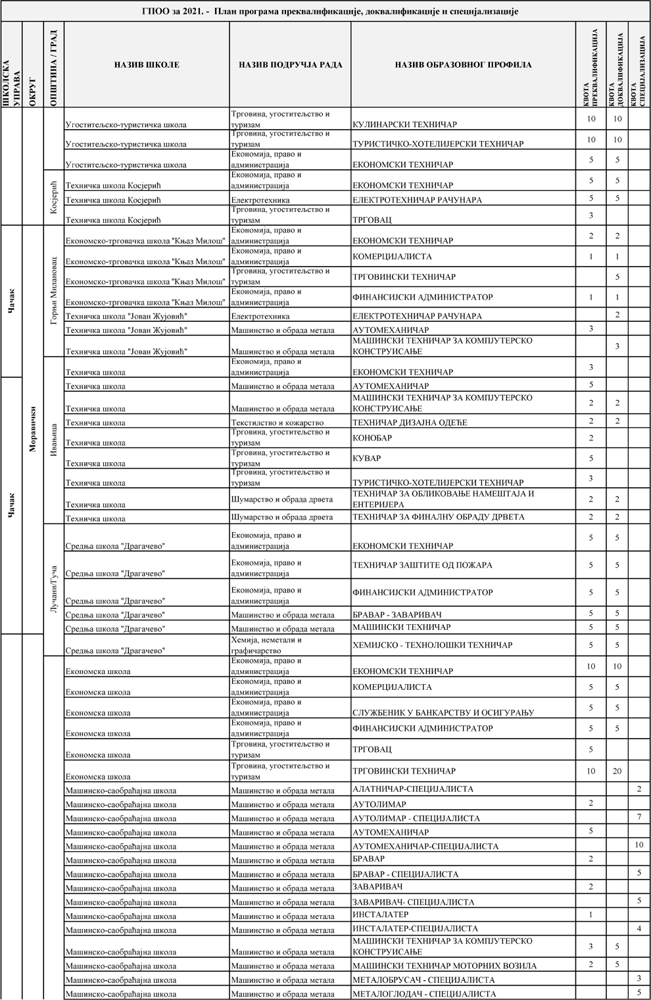 ГПОО за 2021. - План програма преквалификације, доквалификације и специјализације
ШКОЛСКА УПРАВА
ОКРУГ
ОПШТИНА / ГРАД
НАЗИВ ШКОЛЕ
НАЗИВ ПОДРУЧЈА РАДА
НАЗИВ ОБРАЗОВНОГ ПРОФИЛА
КВОТА ПРЕКВАЛИФИКАЦИЈА
КВОТА ДОКВАЛИФИКАЦИЈА
КВОТА СПЕЦИЈАЛИЗАЦИЈА
Угоститељско-туристичка школа Трговина, угоститељство и туризам КУЛИНАРСКИ ТЕХНИЧАР 10 10
Угоститељско-туристичка школа Трговина, угоститељство и туризам ТУРИСТИЧКО-ХОТЕЛИЈЕРСКИ ТЕХНИЧАР 10 10
Угоститељско-туристичка школа Економија, право и администрација ЕКОНОМСКИ ТЕХНИЧАР 5 5
Косјерић
Техничка школа Косјерић Економија, право и администрација ЕКОНОМСКИ ТЕХНИЧАР 5 5
Техничка школа Косјерић Електротехника ЕЛЕКТРОТЕХНИЧАР РАЧУНАРА 5 5
Техничка школа Косјерић Трговина, угоститељство и туризам ТРГОВАЦ 3
Чачак
Моравички
Горњи Милановац
Економско-трговачка школа "Књаз Милош" Економија, право и администрација ЕКОНОМСКИ ТЕХНИЧАР 2 2
Економско-трговачка школа "Књаз Милош" Економија, право и администрација КОМЕРЦИЈАЛИСТА 1 1
Економско-трговачка школа "Књаз Милош" Трговина, угоститељство и туризам ТРГОВИНСКИ ТЕХНИЧАР 5
Економско-трговачка школа "Књаз Милош" Економија, право и администрација ФИНАНСИЈСКИ АДМИНИСТРАТОР 1 1
Техничка школа "Јован Жујовић" Електротехника ЕЛЕКТРОТЕХНИЧАР РАЧУНАРА 2
Техничка школа "Јован Жујовић" Машинство и обрада метала АУТОМЕХАНИЧАР 3
Техничка школа "Јован Жујовић" Машинство и обрада метала МАШИНСКИ ТЕХНИЧАР ЗА КОМПЈУТЕРСКО КОНСТРУИСАЊЕ 3
Ивањица
Техничка школа Економија, право и администрација ЕКОНОМСКИ ТЕХНИЧАР 3
Чачак
Техничка школа Машинство и обрада метала АУТОМЕХАНИЧАР 5
Техничка школа Машинство и обрада метала МАШИНСКИ ТЕХНИЧАР ЗА КОМПЈУТЕРСКО КОНСТРУИСАЊЕ 2 2
Техничка школа Текстилство и кожарство ТЕХНИЧАР ДИЗАЈНА ОДЕЋЕ 2 2
Техничка школа Трговина, угоститељство и туризам КОНОБАР 2
Техничка школа Трговина, угоститељство и туризам КУВАР 5
Техничка школа Трговина, угоститељство и туризам ТУРИСТИЧКО-ХОТЕЛИЈЕРСКИ ТЕХНИЧАР 3
Техничка школа Шумарство и обрада дрвета ТЕХНИЧАР ЗА ОБЛИКОВАЊЕ НАМЕШТАЈА И ЕНТЕРИЈЕРА 2 2
Техничка школа Шумарство и обрада дрвета ТЕХНИЧАР ЗА ФИНАЛНУ ОБРАДУ ДРВЕТА 2 2
Лучани/Гуча
Средња школа "Драгачево" Економија, право и администрација ЕКОНОМСКИ ТЕХНИЧАР 5 5
Средња школа "Драгачево" Економија, право и администрација ТЕХНИЧАР ЗАШТИТЕ ОД ПОЖАРА 5 5
Средња школа "Драгачево" Економија, право и администрација ФИНАНСИЈСКИ АДМИНИСТРАТОР 5 5
Средња школа "Драгачево" Машинство и обрада метала БРАВАР - ЗАВАРИВАЧ 5 5
Средња школа "Драгачево" Машинство и обрада метала МАШИНСКИ ТЕХНИЧАР 5 5
Средња школа "Драгачево" Хемија, неметали и графичарство ХЕМИЈСКО - ТЕХНОЛОШКИ ТЕХНИЧАР 5 5
Економска школа Економија, право и администрација ЕКОНОМСКИ ТЕХНИЧАР 10 10
Економска школа Економија, право и администрација КОМЕРЦИЈАЛИСТА 5 5
Економска школа Економија, право и администрација СЛУЖБЕНИК У БАНКАРСТВУ И ОСИГУРАЊУ 5 5
Економска школа Економија, право и администрација ФИНАНСИЈСКИ АДМИНИСТРАТОР 5 5
Економска школа Трговина, угоститељство и туризам ТРГОВАЦ 5
Економска школа Трговина, угоститељство и туризам ТРГОВИНСКИ ТЕХНИЧАР 10 20
Машинско-саобраћајна школа Машинство и обрада метала АЛАТНИЧАР-СПЕЦИЈАЛИСТА 2
Машинско-саобраћајна школа Машинство и обрада метала АУТОЛИМАР 2
Машинско-саобраћајна школа Машинство и обрада метала АУТОЛИМАР - СПЕЦИЈАЛИСТА 7
Машинско-саобраћајна школа Машинство и обрада метала АУТОМЕХАНИЧАР 5
Машинско-саобраћајна школа Машинство и обрада метала АУТОМЕХАНИЧАР-СПЕЦИЈАЛИСТА 10
Машинско-саобраћајна школа Машинство и обрада метала БРАВАР 2
Машинско-саобраћајна школа Машинство и обрада метала БРАВАР - СПЕЦИЈАЛИСТА 5
Машинско-саобраћајна школа Машинство и обрада метала ЗАВАРИВАЧ 2
Машинско-саобраћајна школа Машинство и обрада метала ЗАВАРИВАЧ- СПЕЦИЈАЛИСТА 5
Машинско-саобраћајна школа Машинство и обрада метала ИНСТАЛАТЕР 1
Машинско-саобраћајна школа Машинство и обрада метала ИНСТАЛАТЕР-СПЕЦИЈАЛИСТА 4
Машинско-саобраћајна школа Машинство и обрада метала МАШИНСКИ ТЕХНИЧАР ЗА КОМПЈУТЕРСКО КОНСТРУИСАЊЕ 3 5
Машинско-саобраћајна школа Машинство и обрада метала МАШИНСКИ ТЕХНИЧАР МОТОРНИХ ВОЗИЛА 2 5
Машинско-саобраћајна школа Машинство и обрада метала МЕТАЛОБРУСАЧ - СПЕЦИЈАЛИСТА 3
Машинско-саобраћајна школа Машинство и обрада метала МЕТАЛОГЛОДАЧ - СПЕЦИЈАЛИСТА 5